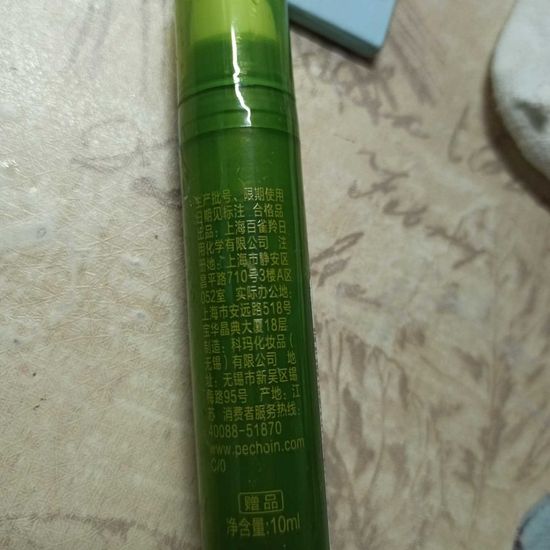 生产批号、限期使用
日期见标注 合格品
出品：上海百雀羚日
用化学有限公司 注
册地：上海市静安区
昌平路710号3楼A区
052室 实际办公地：
上海市安远路518号
宝华晶典大厦18层
制造：科玛化妆品（
无锡）有限公司 地
址：无锡市新吴区锡
梅路95号 产地：江
苏 消费者服务热线：
40088-51870
www.pechoin.com
C/0
赠品
净含量：10ml